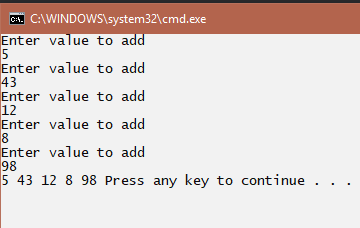 C:\WINDOWS\system32\cmd.exe
Enter value to add
5
Enter value to add
43
Enter value to add
12
Enter value to add
8
Enter value to add
98
5 43 12 8 98 Press any key to continue . . .